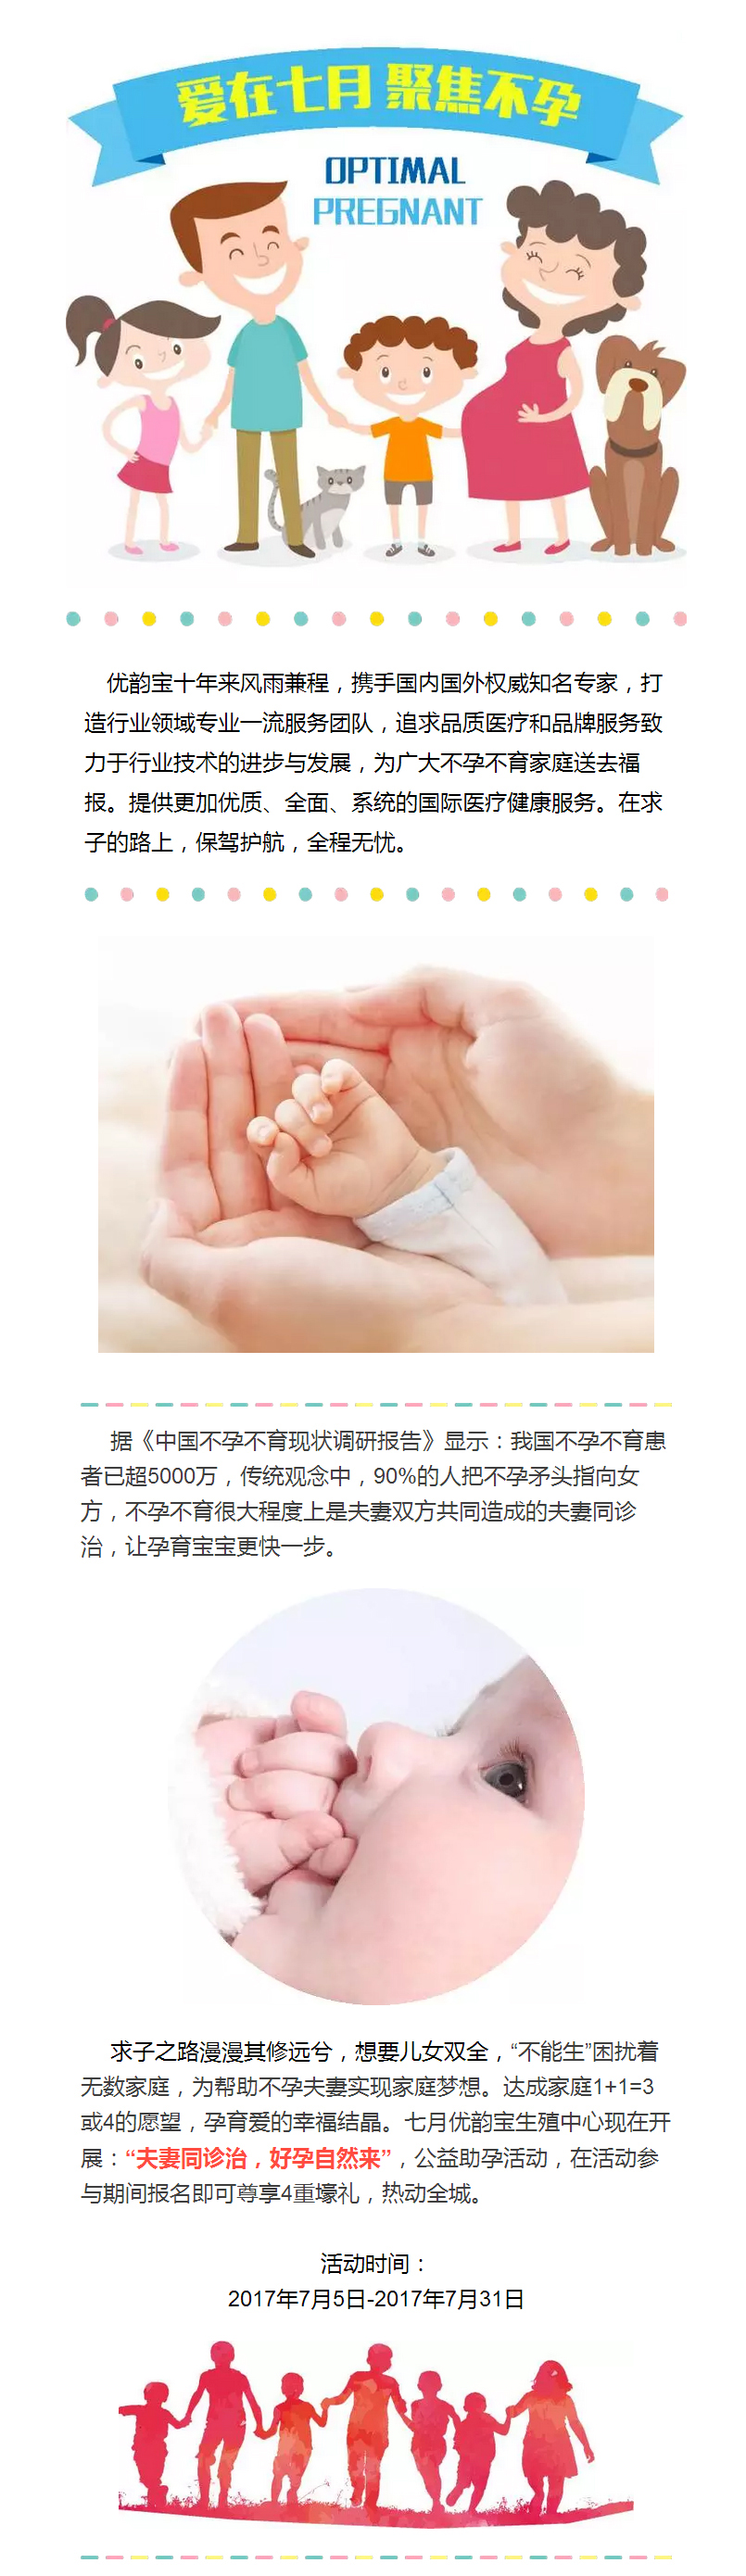 爱在七月 聚焦不孕
OPTIMAL
PREGNANT
优韵宝十年来风雨兼程，携手国内国外权威知名专家，打
造行业领域专业一流服务团队，追求品质医疗和品牌服务致
力于行业技术的进步与发展，为广大不孕不育家庭送去福
报。提供更加优质、全面、系统的国际医疗健康服务。在求
子的路上，保驾护航，全程无忧。
据《中国不孕不育现状调研报告》显示：我国不孕不育患
者已超5000万，传统观念中，90%的人把不孕矛头指向女
方，不孕不育很大程度上是夫妻双方共同造成的夫妻同诊
治，让孕育宝宝更快一步。
求子之路漫漫其修远兮，想要儿女双全，“不能生”困扰着
无数家庭，为帮助不孕夫妻实现家庭梦想。达成家庭1+1=3
或4的愿望，孕育爱的幸福结晶。七月优韵宝生殖中心现在开
展：“夫妻同诊治，好孕自然来”，公益助孕活动，在活动参
与期间报名即可尊享4重壕礼，热动全城。
活动时间：
2017年7月5日-2017年7月31日